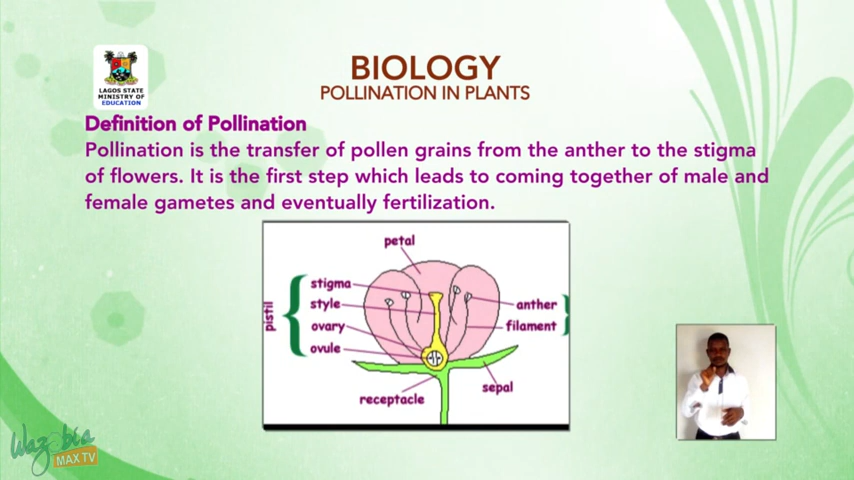 LAGOS STATE
MINISTRY OF
EDUCATION
BIOLOGY
POLLINATION IN PLANTS
Definition of Pollination
Pollination is the transfer of pollen grains from the anther to the stigma
of flowers. It is the first step which leads to coming together of male and
female gametes and eventually fertilization.
petal
stigma
style
ovary
ovule
pistil
anther
filament
sepal
receptacle
Wazobia
MAX TV